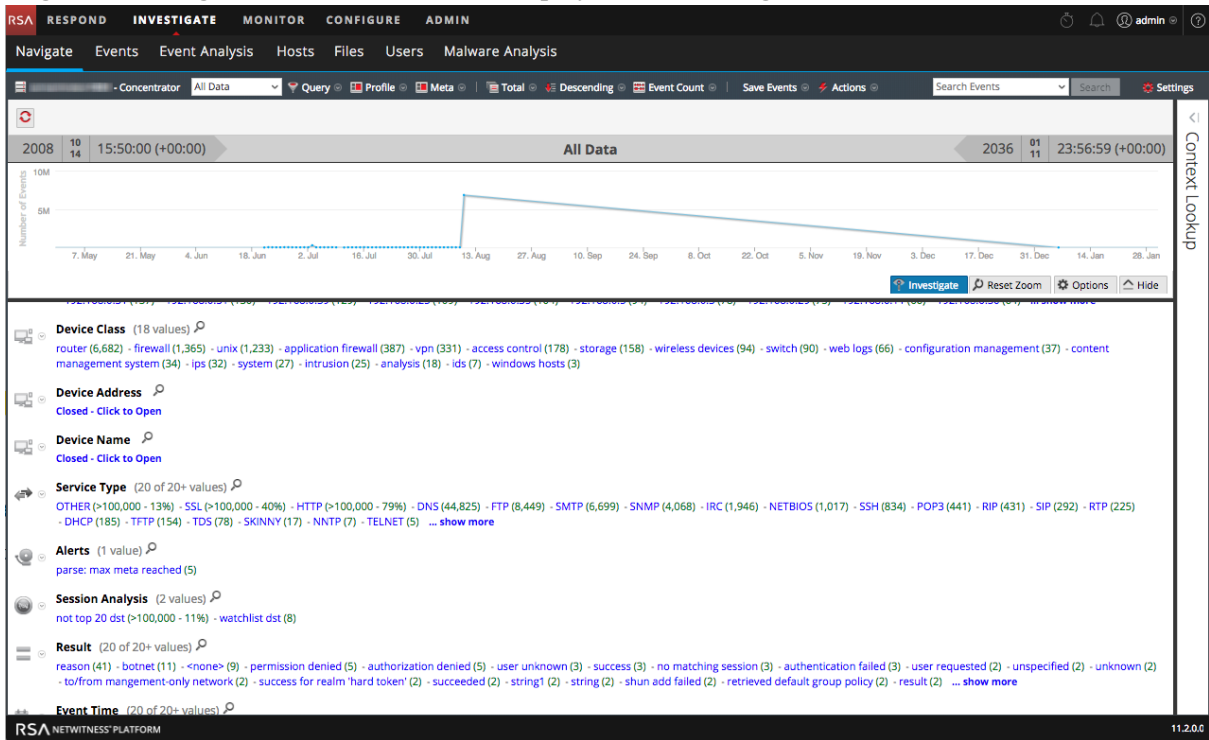 RSA RESPOND INVESTIGATE MONITOR CONFIGURE ADMIN admin
Navigate Events Event Analysis Hosts Files Users Malware Analysis
- Concentrator All Data Query Profile Meta Total Descending Event Count Save Events Actions Search Events Search Settings
2008 10 14 15:50:00 (+00:00) All Data 2036 01 11 23:56:59 (+00:00)
Context Lookup
Number of Events
10M
5M
7. May 21. May 4. Jun 18. Jun 2. Jul 16. Jul 30. Jul 13. Aug 27. Aug 10. Sep 24. Sep 8. Oct 22. Oct 5. Nov 19. Nov 3. Dec 17. Dec 31. Dec 14. Jan 28. Jan
Investigate Reset Zoom Options Hide
Device Class (18 values)
router (6,682) - firewall (1,365) - unix (1,233) - application firewall (387) - vpn (331) - access control (178) - storage (158) - wireless devices (94) - switch (90) - web logs (66) - configuration management (37) - content
management system (34) - ips (32) - system (27) - intrusion (25) - analysis (18) - ids (7) - windows hosts (3)
Device Address
Closed - Click to Open
Device Name
Closed - Click to Open
Service Type (20 of 20+ values)
OTHER (>100,000 - 13%) - SSL (>100,000 - 40%) - HTTP (>100,000 - 79%) - DNS (44,825) - FTP (8,449) - SMTP (6,699) - SNMP (4,068) - IRC (1,946) - NETBIOS (1,017) - SSH (834) - POP3 (441) - RIP (431) - SIP (292) - RTP (225)
- DHCP (185) - TFTP (154) - TDS (78) - SKINNY (17) - NNTP (7) - TELNET (5) ... show more
Alerts (1 value)
parse: max meta reached (5)
Session Analysis (2 values)
not top 20 dst (>100,000 - 11%) - watchlist dst (8)
Result (20 of 20+ values)
reason (41) - botnet (11) - <none> (9) - permission denied (5) - authorization denied (5) - user unknown (3) - success (3) - no matching session (3) - authentication failed (3) - user requested (2) - unspecified (2) - unknown (2)
- to/from mangement-only network (2) - success for realm 'hard token' (2) - succeeded (2) - string1 (2) - string (2) - shun add failed (2) - retrieved default group policy (2) - result (2) ... show more
Event Time (20 of 20+ values)
RSA NETWITNESS® PLATFORM 11.2.0.0